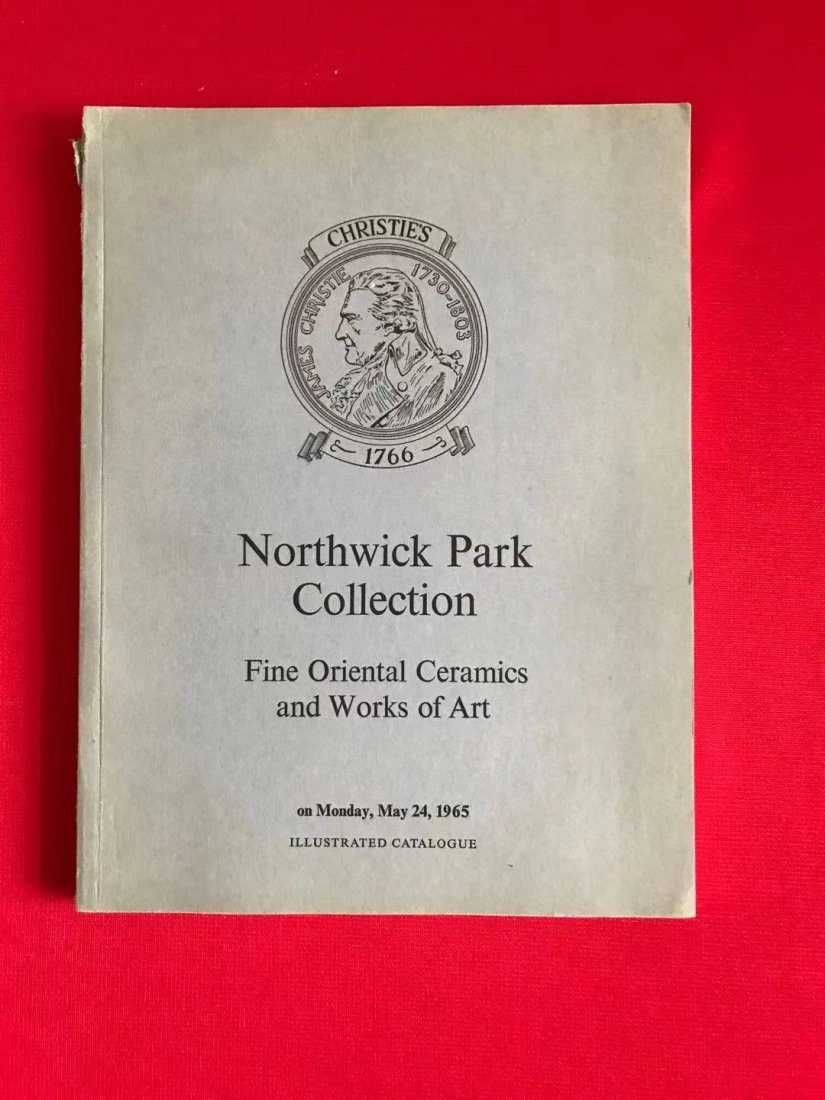 CHRISTIE'S
JAMES CHRISTIE 1730-1803
1766
Northwick Park
Collection
Fine Oriental Ceramics
and Works of Art
on Monday, May 24, 1965
ILLUSTRATED CATALOGUE